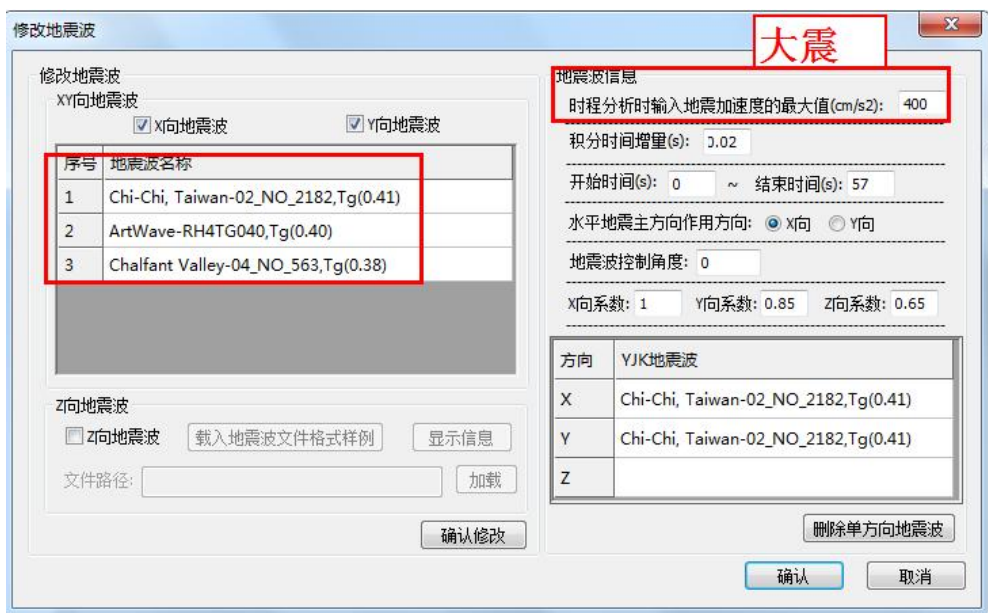 修改地震波
大震
修改地震波
XY向地震波
X向地震波
Y向地震波
序号 地震波名称
1 Chi-Chi, Taiwan-02_NO_2182,Tg(0.41)
2 ArtWave-RH4TG040,Tg(0.40)
3 Chalfant Valley-04_NO_563,Tg(0.38)
Z向地震波
Z向地震波 载入地震波文件格式样例 显示信息
文件路径: 加载
确认修改
地震波信息
时程分析时输入地震加速度的最大值(cm/s2): 400
积分时间增量(s): 0.02
开始时间(s): 0 ~ 结束时间(s): 57
水平地震主方向作用方向: X向 Y向
地震波控制角度: 0
X向系数: 1 Y向系数: 0.85 Z向系数: 0.65
方向 YJK地震波
X Chi-Chi, Taiwan-02_NO_2182,Tg(0.41)
Y Chi-Chi, Taiwan-02_NO_2182,Tg(0.41)
Z
删除单方向地震波
确认 取消